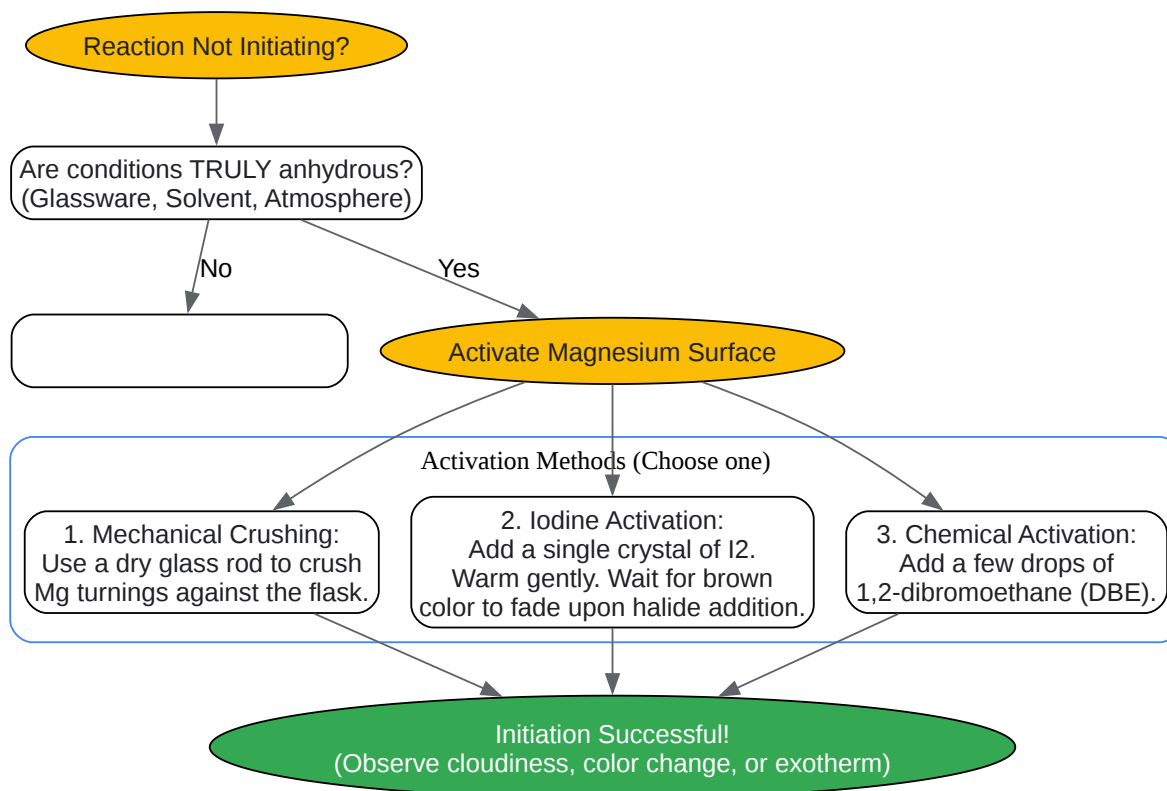 Reaction Not Initiating?
Are conditions TRULY anhydrous?
(Glassware, Solvent, Atmosphere)
No
Yes
Activate Magnesium Surface
Activation Methods (Choose one)
1. Mechanical Crushing:
Use a dry glass rod to crush
Mg turnings against the flask.
2. Iodine Activation:
Add a single crystal of I2.
Warm gently. Wait for brown
color to fade upon halide addition.
3. Chemical Activation:
Add a few drops of
1,2-dibromoethane (DBE).
Initiation Successful!
(Observe cloudiness, color change, or exotherm)